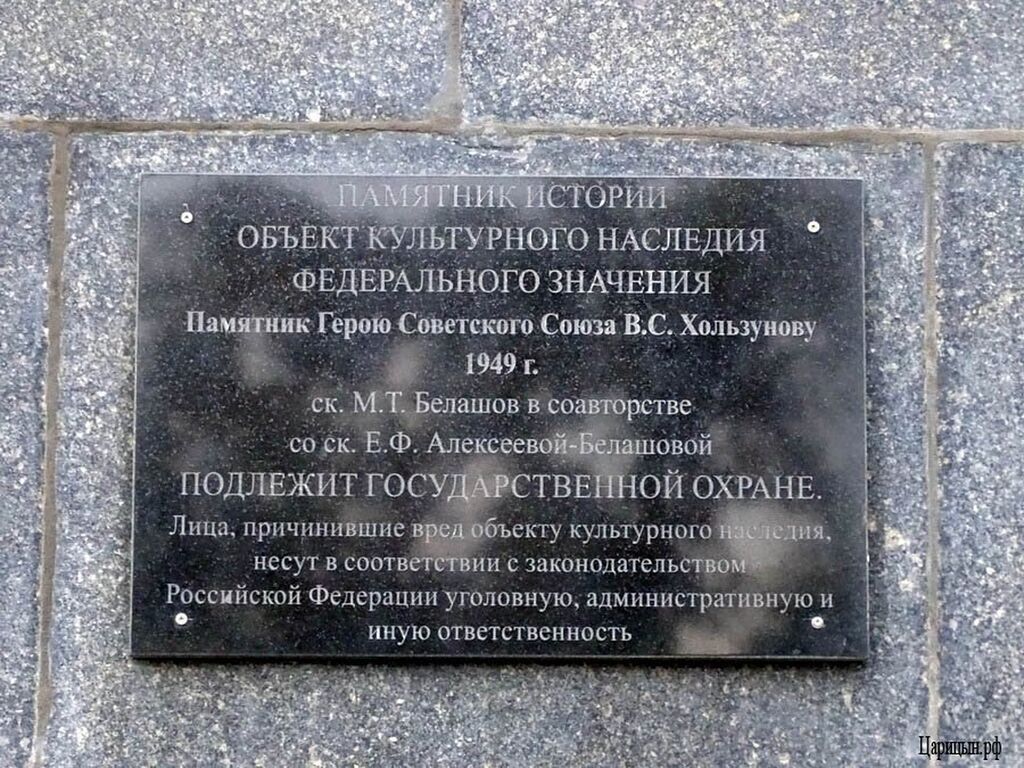 ПАМЯТНИК ИСТОРИИ
ОБЪЕКТ КУЛЬТУРНОГО НАСЛЕДИЯ
ФЕДЕРАЛЬНОГО ЗНАЧЕНИЯ
Памятник Герою Советского Союза В.С. Хользунову
1949 г.
ск. М.Т. Белашов в соавторстве
со ск. Е.Ф. Алексеевой-Белашовой
ПОДЛЕЖИТ ГОСУДАРСТВЕННОЙ ОХРАНЕ.
Лица, причинившие вред объекту культурного наследия,
несут в соответствии с законодательством
Российской Федерации уголовную, административную и
иную ответственность
Царицын.рф